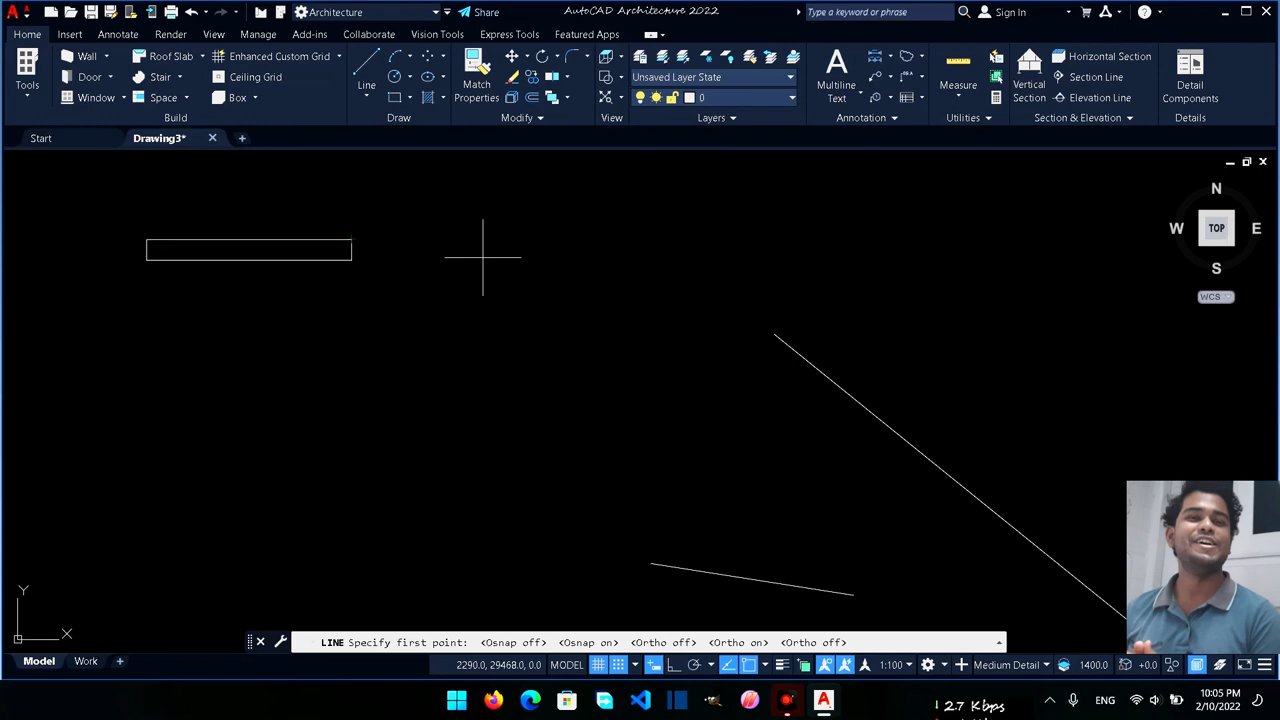 Architecture
Share
AutoCAD Architecture 2022
Type a keyword or phrase
Sign In
Home Insert Annotate Render View Manage Add-ins Collaborate Vision Tools Express Tools Featured Apps
Wall Roof Slab Enhanced Custom Grid
Door Stair Ceiling Grid
Window Space Box
Tools
Build
Line
Draw
Match Properties
Modify
View
Unsaved Layer State
0
Layers
Multiline Text
Annotation
Measure
Utilities
Vertical Section
Horizontal Section
Section Line
Elevation Line
Section & Elevation
Detail Components
Details
Start Drawing3*
N
W TOP E
S
WCS
Y
X
LINE Specify first point: <Osnap off> <Osnap on> <Ortho off> <Ortho on> <Ortho off>
Model Work
2290.0, 29468.0, 0.0 MODEL 1:100 Medium Detail 1400.0 +0.0
ENG
10:05 PM
2/10/2022
2.7 Kbps